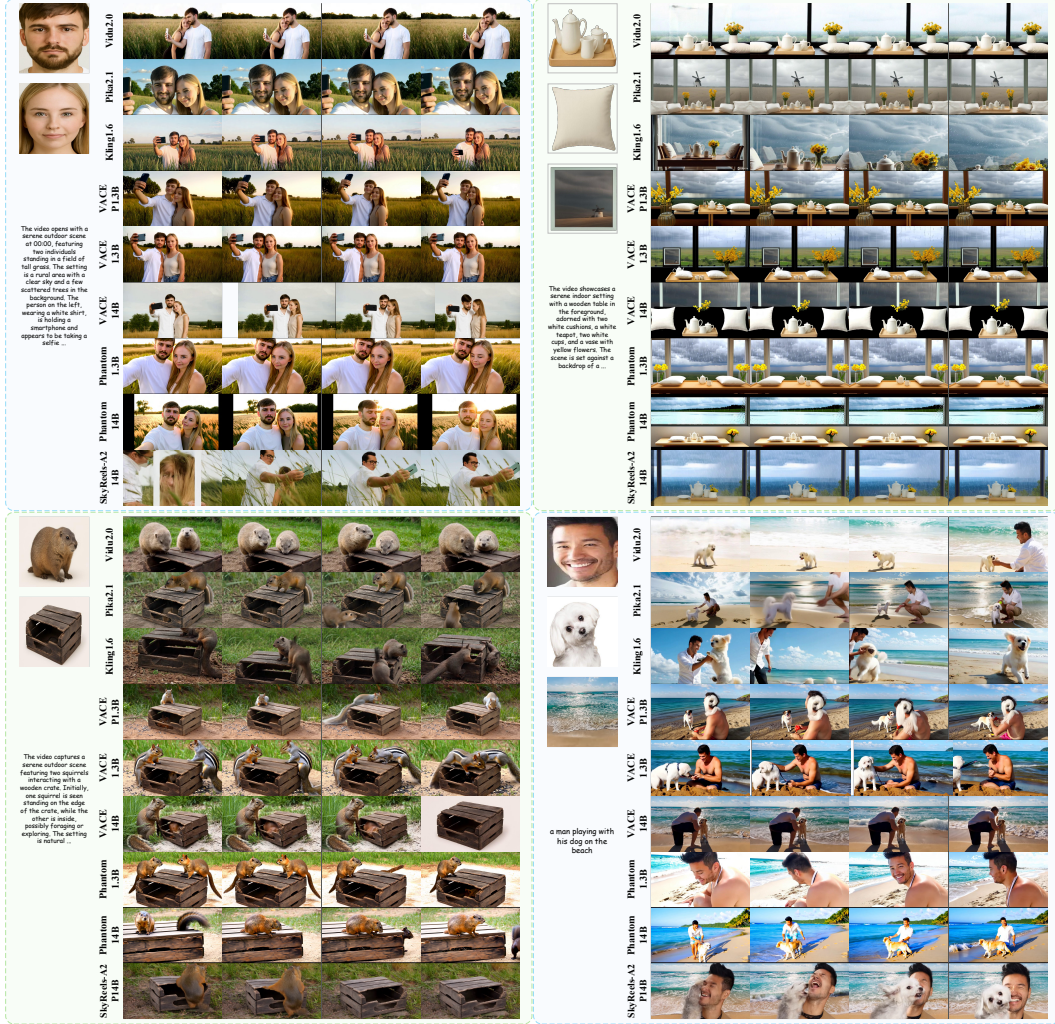 Vidu2.0
Pika2.1
Kling1.6
VACE
P1.3B
VACE
1.3B
VACE
14B
Phantom
1.3B
Phantom
14B
SkyReels-A2
14B
The video opens with a
serene outdoor scene
at 00:00, featuring
two individuals
standing in a field of
tall grass. The setting
is a rural area with a
clear sky and a few
scattered trees in the
background. The
person on the left,
wearing a white shirt,
is holding a
smartphone and
appears to be taking a
selfie ...
Vidu2.0
Pika2.1
Kling1.6
VACE
P1.3B
VACE
1.3B
VACE
14B
Phantom
1.3B
Phantom
14B
SkyReels-A2
14B
The video showcases a
serene indoor setting
with a wooden table in
the foreground,
adorned with two
white cushions, a white
teapot, two white
cups, and a vase with
yellow flowers. The
scene is set against a
backdrop of a ...
Vidu2.0
Pika2.1
Kling1.6
VACE
P1.3B
VACE
1.3B
VACE
14B
Phantom
1.3B
Phantom
14B
SkyReels-A2
P14B
The video captures a
serene outdoor scene
featuring two squirrels
interacting with a
wooden crate. Initially,
one squirrel is seen
standing on the edge
of the crate, while the
other is inside,
possibly foraging or
exploring. The setting
is natural ...
Vidu2.0
Pika2.1
Kling1.6
VACE
P1.3B
VACE
1.3B
VACE
14B
Phantom
1.3B
Phantom
14B
SkyReels-A2
P14B
a man playing with
his dog on the
beach